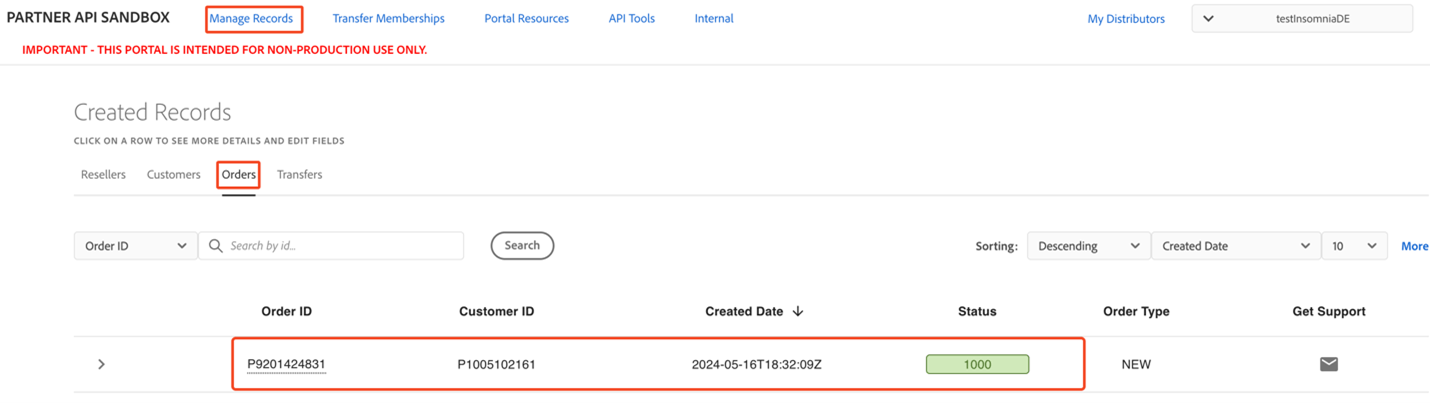 PARTNER API SANDBOX Manage Records Transfer Memberships Portal Resources API Tools Internal My Distributors testInsomniaDE
IMPORTANT - THIS PORTAL IS INTENDED FOR NON-PRODUCTION USE ONLY.
Created Records
CLICK ON A ROW TO SEE MORE DETAILS AND EDIT FIELDS
Resellers Customers Orders Transfers
Order ID Search by id... Search Sorting: Descending Created Date 10 More
Order ID Customer ID Created Date Status Order Type Get Support
P9201424831 P1005102161 2024-05-16T18:32:09Z 1000 NEW